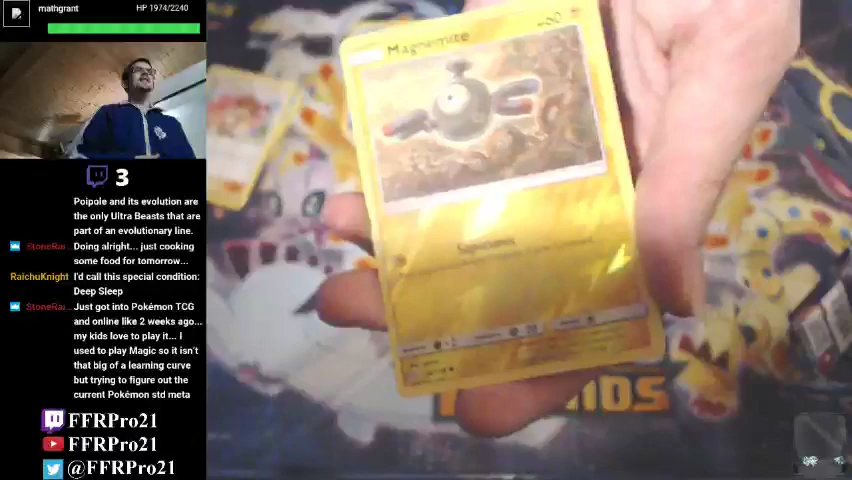 mathgrant
HP 1974/2240
3
Poipole and its evolution are
the only Ultra Beasts that are
part of an evolutionary line.
StoneRai... Doing alright... just cooking
some food for tomorrow...
RaichuKnight I'd call this special condition:
Deep Sleep
StoneRai... Just got into Pokémon TCG
and online like 2 weeks ago...
my kids love to play it... I
used to play Magic so it isn't
that big of a learning curve
but trying to figure out the
current Pokémon std meta
FFRPro21
FFRPro21
@FFRPro21
Magnemite